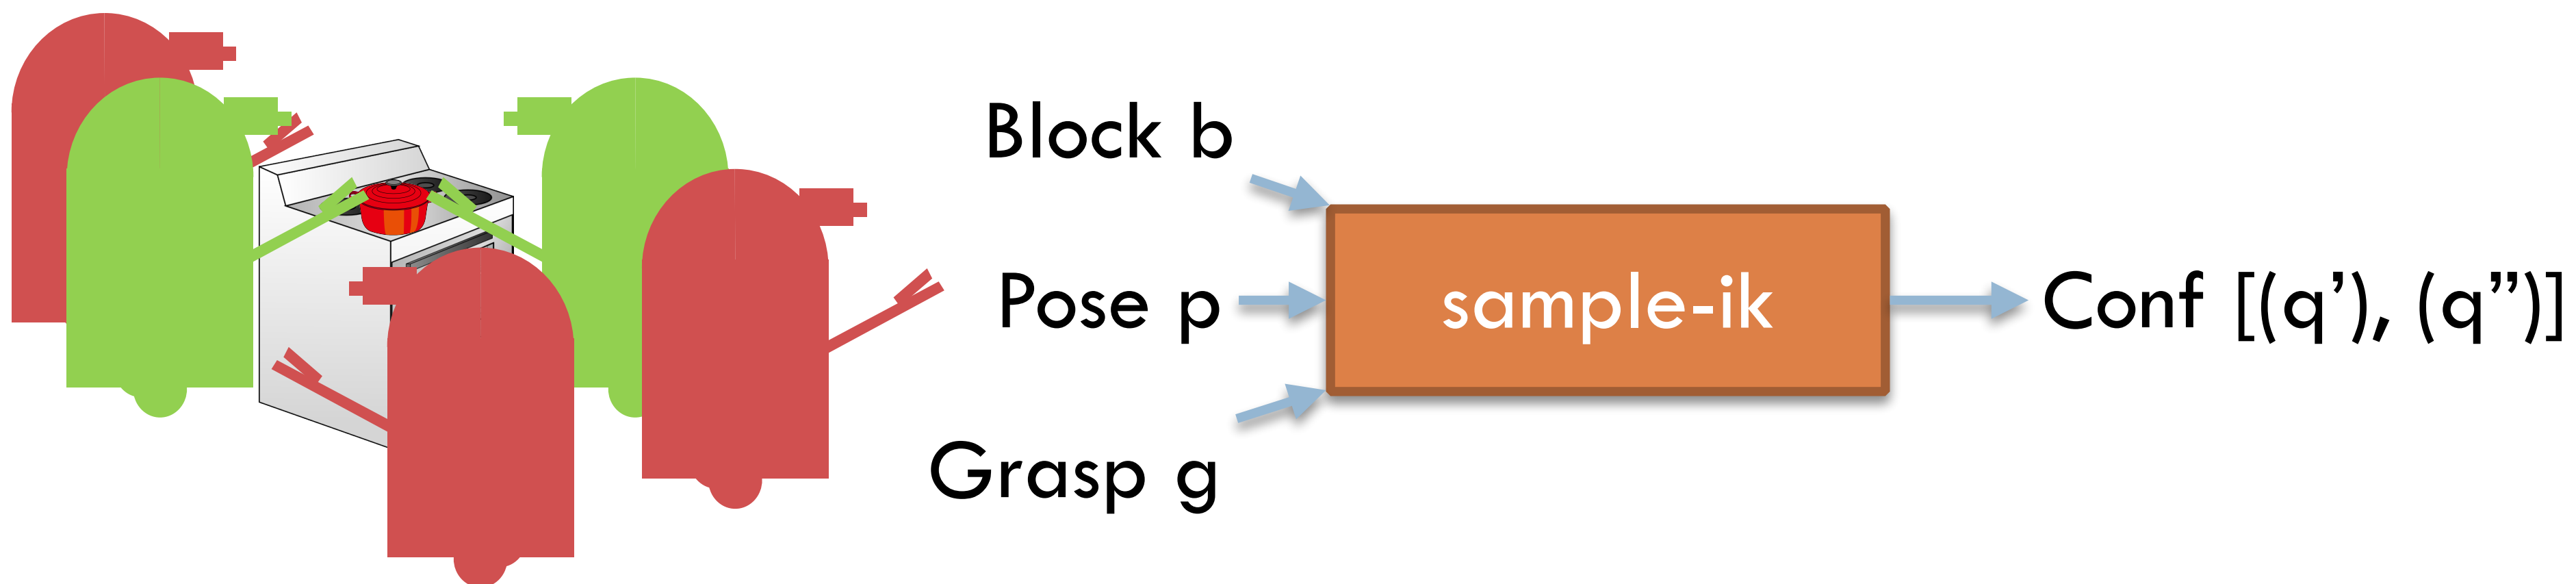 Block b
Pose p
Grasp g
sample-ik
Conf [(q’), (q”)]